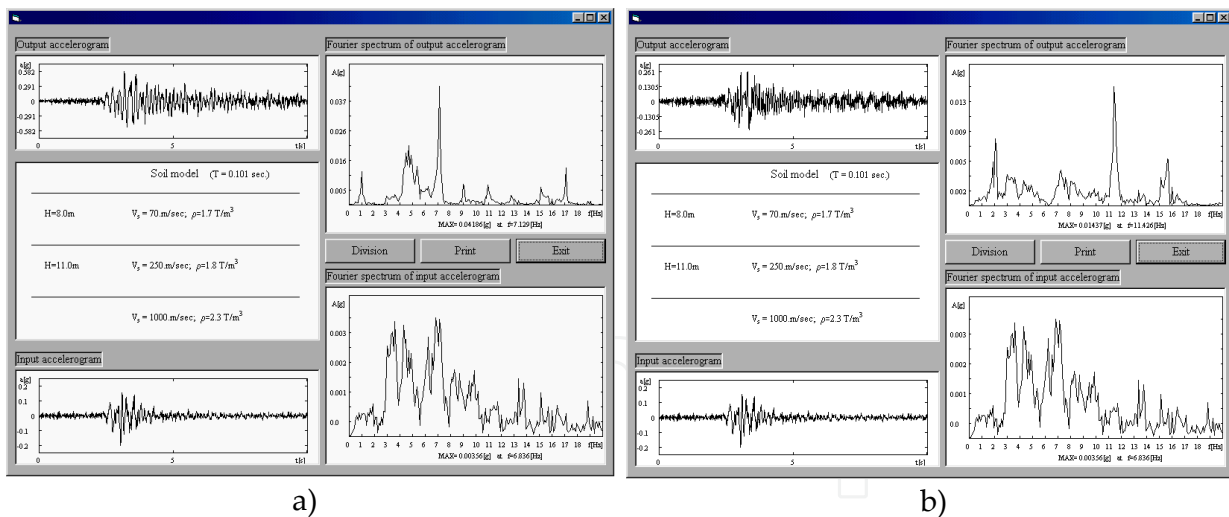 Output accelerogram
a[g]
0.582
0.291
0
-0.291
-0.582
0 5 t[s]
Soil model (T = 0.101 sec.)
H=8.0m Vs = 70.m/sec; ρ=1.7 T/m³
H=11.0m Vs = 250.m/sec; ρ=1.8 T/m³
Vs = 1000.m/sec; ρ=2.3 T/m³
Input accelerogram
a[g]
0.2
0.1
0
-0.1
-0.2
0 5 t[s]
Fourier spectrum of output accelerogram
A[g]
0.037
0.026
0.016
0.005
0 1 2 3 4 5 6 7 8 9 10 11 12 13 14 15 16 17 18 f[Hz]
MAX= 0.04186[g] at f=7.129[Hz]
Division Print Exit
Fourier spectrum of input accelerogram
A[g]
0.003
0.002
0.001
0.0
0 1 2 3 4 5 6 7 8 9 10 11 12 13 14 15 16 17 18 f[Hz]
MAX= 0.00356[g] at f=6.836[Hz]
a)
Output accelerogram
a[g]
0.261
0.1305
0
-0.1305
-0.261
0 5 t[s]
Soil model (T = 0.101 sec.)
H=8.0m Vs = 70.m/sec; ρ=1.7 T/m³
H=11.0m Vs = 250.m/sec; ρ=1.8 T/m³
Vs = 1000.m/sec; ρ=2.3 T/m³
Input accelerogram
a[g]
0.2
0.1
0
-0.1
-0.2
0 5 t[s]
Fourier spectrum of output accelerogram
A[g]
0.013
0.009
0.006
0.002
0 1 2 3 4 5 6 7 8 9 10 11 12 13 14 15 16 17 18 f[Hz]
MAX= 0.01437[g] at f=11.426[Hz]
Division Print Exit
Fourier spectrum of input accelerogram
A[g]
0.003
0.002
0.001
0.0
0 1 2 3 4 5 6 7 8 9 10 11 12 13 14 15 16 17 18 f[Hz]
MAX= 0.00356[g] at f=6.836[Hz]
b)